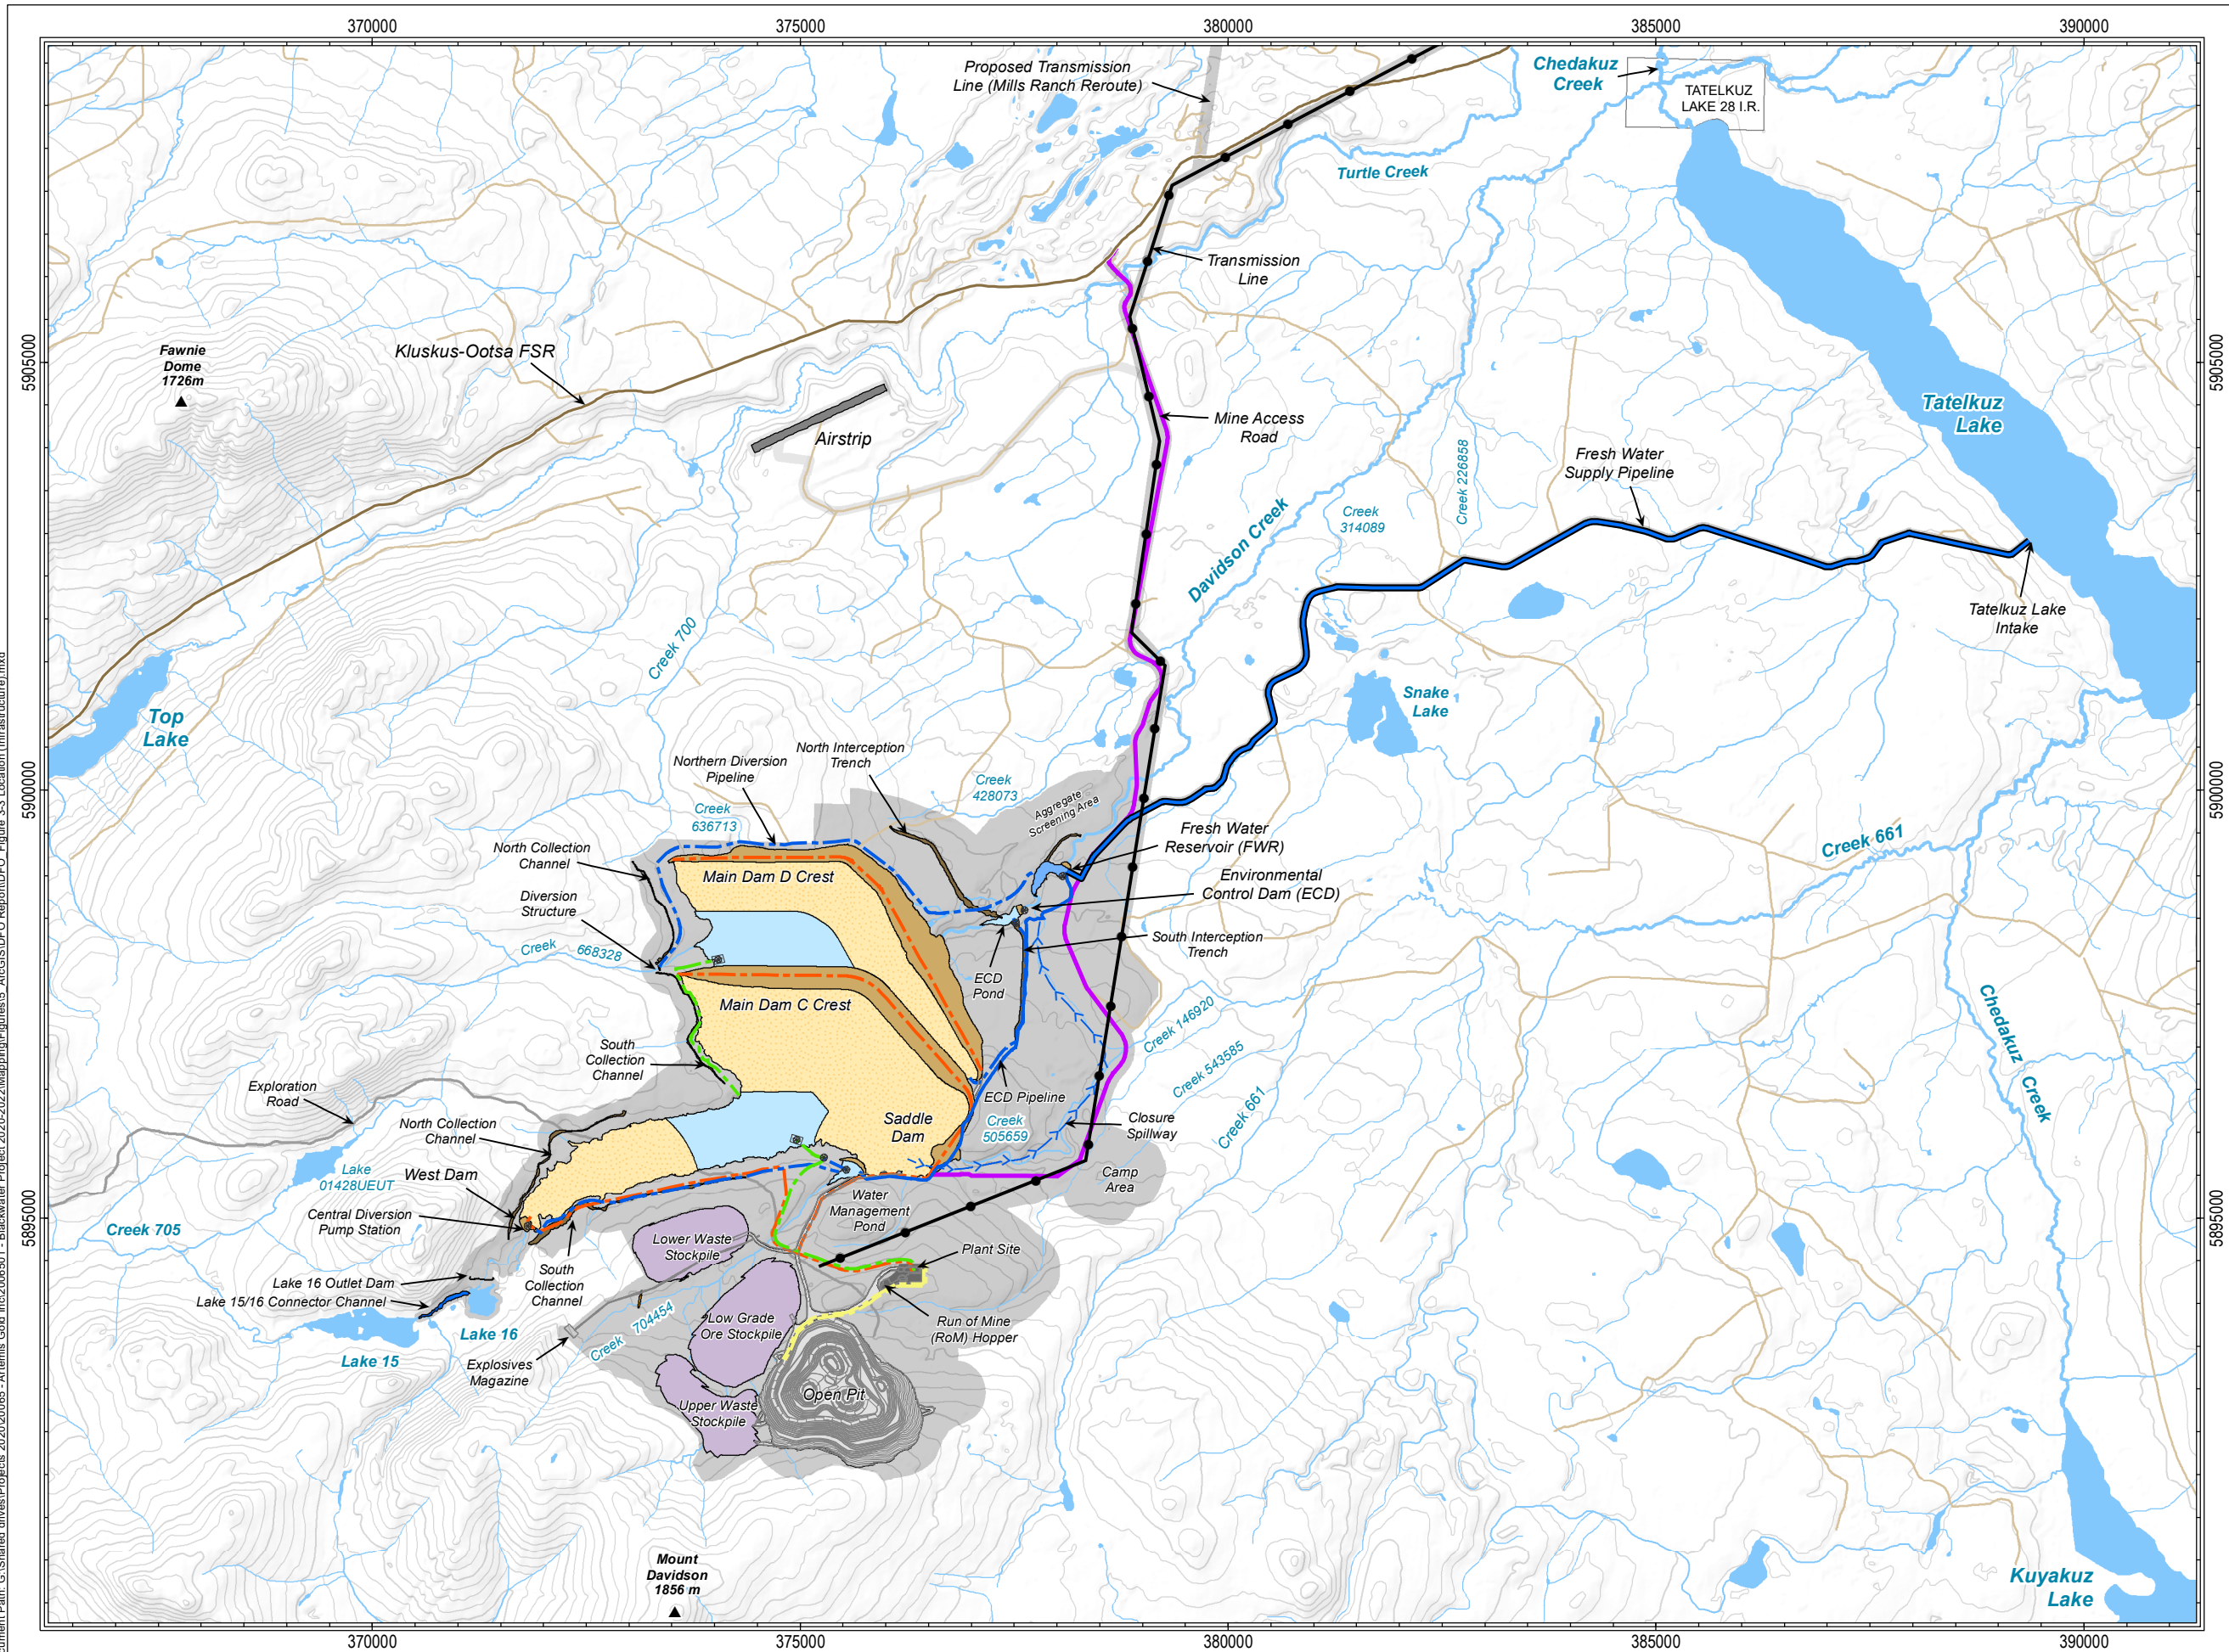 370000
375000
380000
385000
390000
Proposed Transmission
Line (Mills Ranch Reroute)
Chedakuz
Creek
TATELKUZ
LAKE 28 I.R.
Turtle Creek
Transmission
Line
5905000
5905000
Fawnie
Dome
1726m
Kluskus-Ootsa FSR
Airstrip
Mine Access
Road
Tatelkuz
Lake
Creek 226858
Fresh Water
Supply Pipeline
Creek
314089
Davidson Creek
Tatelkuz Lake
Intake
Creek 700
Snake
Lake
Top
Lake
North Interception
Trench
Northern Diversion
Pipeline
5900000
5900000
Creek
428073
Aggregate
Screening Area
Creek
636713
Fresh Water
Reservoir (FWR)
Creek 661
North Collection
Channel
Main Dam D Crest
Environmental
Control Dam (ECD)
Diversion
Structure
South Interception
Trench
Creek 668328
ECD
Pond
Main Dam C Crest
Chedakuz Creek
Creek 146920
South
Collection
Channel
Creek 543585
Exploration
Road
ECD Pipeline
Creek 661
North Collection
Channel
Saddle
Dam
Creek
505659
Closure
Spillway
Lake
01428UEUT
West Dam
Camp
Area
Water
Management
Pond
Central Diversion
Pump Station
Creek 705
5895000
5895000
Lower Waste
Stockpile
Plant Site
Lake 16 Outlet Dam
South
Collection
Channel
Lake 15/16 Connector Channel
Low Grade
Ore Stockpile
Run of Mine
(RoM) Hopper
Lake 16
Creek 704454
Lake 15
Explosives
Magazine
Open Pit
Upper Waste
Stockpile
Mount
Davidson
1856 m
Kuyakuz
Lake
370000
375000
380000
385000
390000